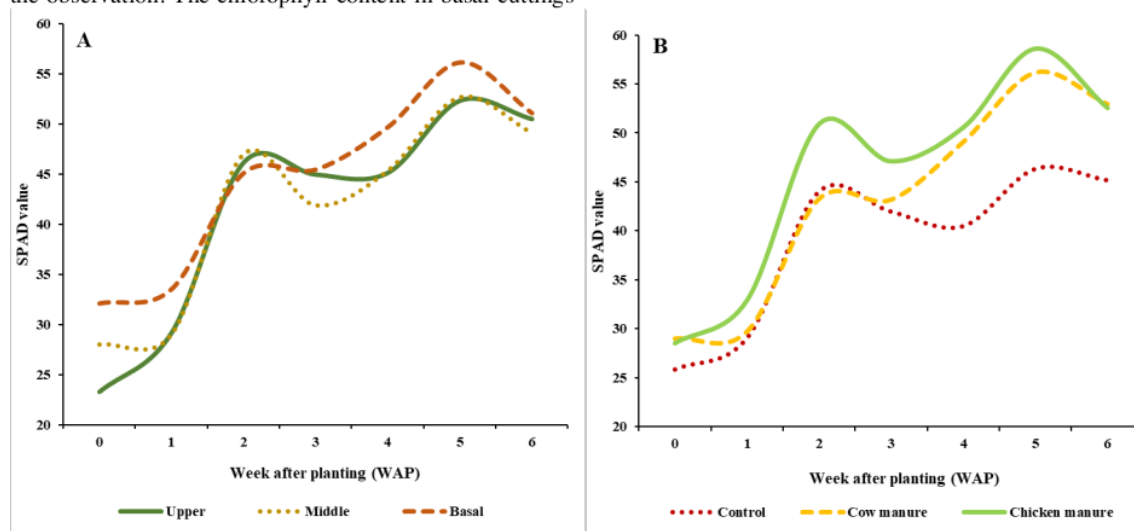 the observation. The chlorophyll content in basal cuttings
A
60
55
50
45
40
35
30
25
20
SPAD value
0 1 2 3 4 5 6
Week after planting (WAP)
Upper Middle Basal
B
60
55
50
45
40
35
30
25
20
SPAD value
0 1 2 3 4 5 6
Week after planting (WAP)
Control Cow manure Chicken manure